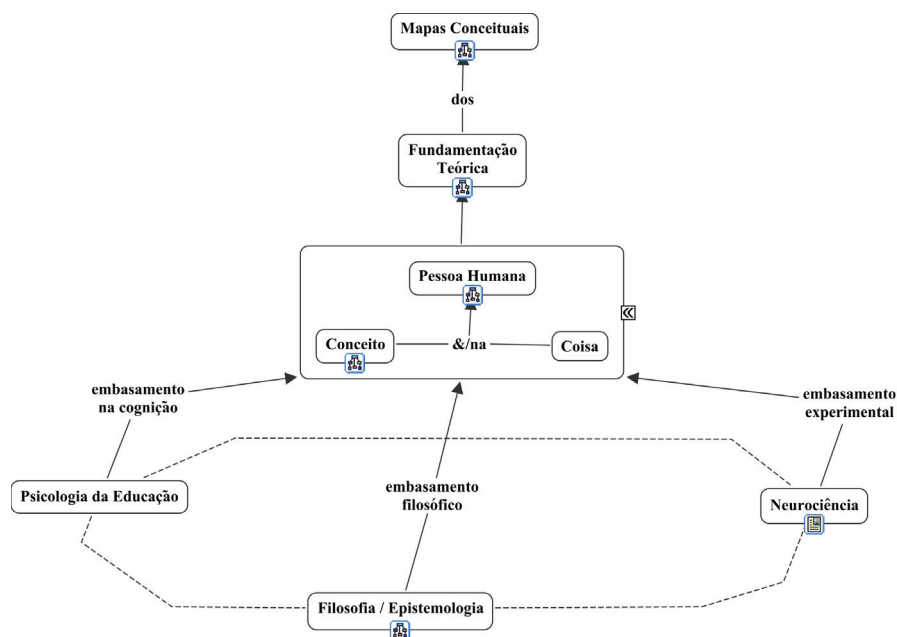 Mapas Conceituais
dos
Fundamentação
Teórica
Pessoa Humana
Conceito
&/na
Coisa
embasamento
na cognição
embasamento
experimental
Psicologia da Educação
embasamento
filosófico
Neurociência
Filosofia / Epistemologia